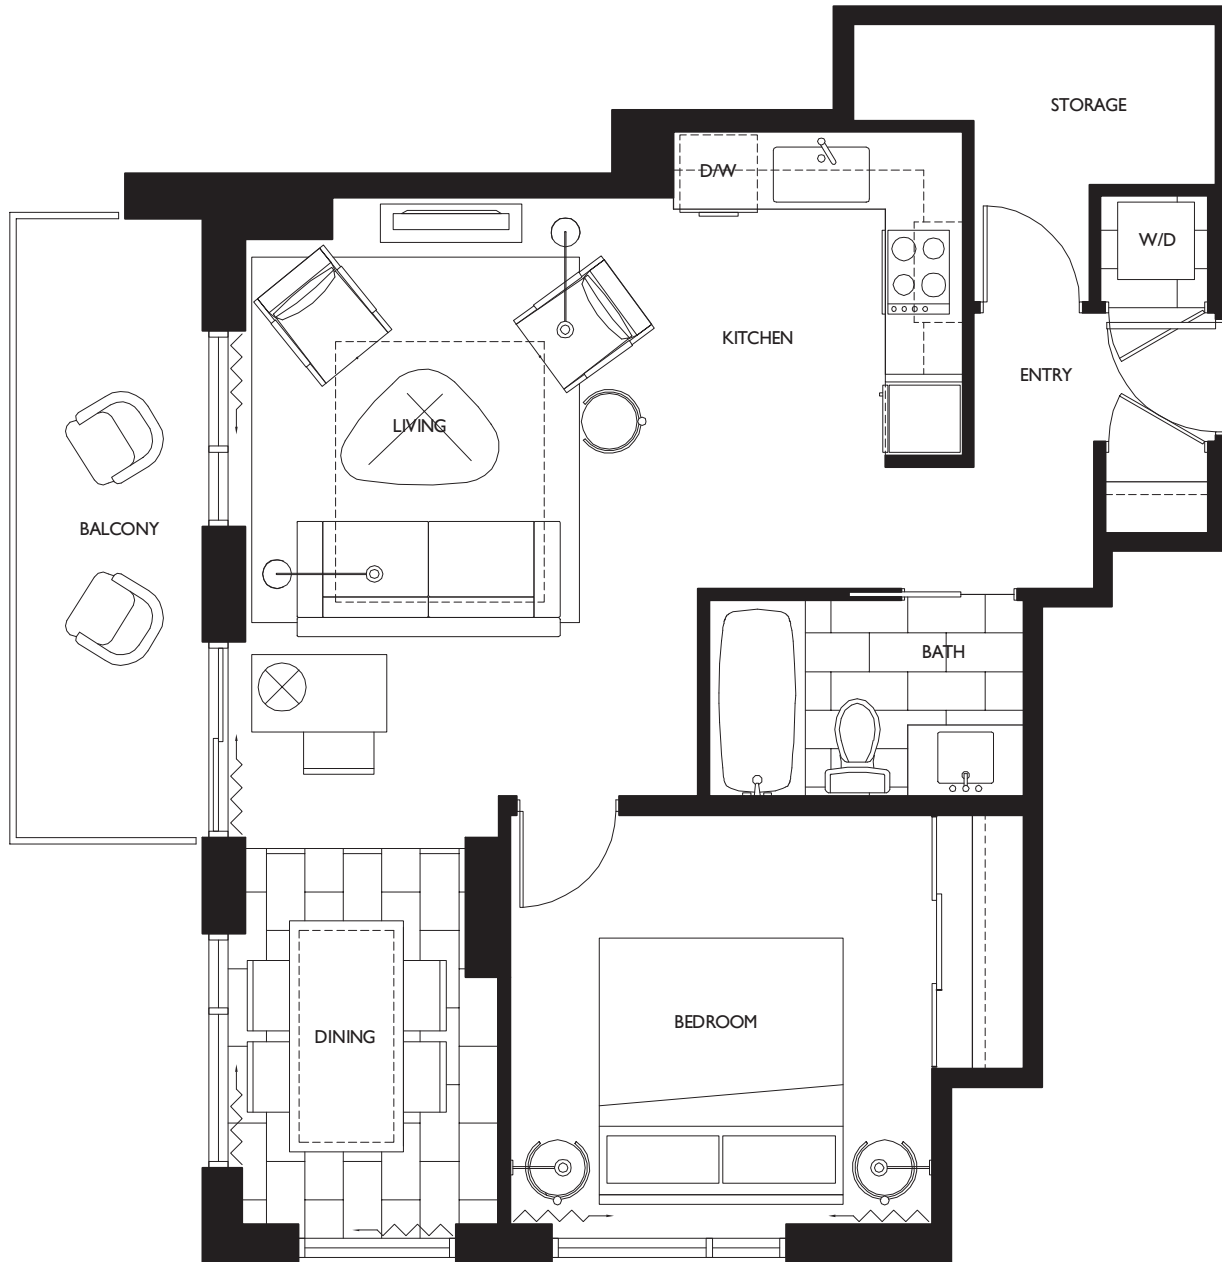 STORAGE
D/W
W/D
KITCHEN
ENTRY
LIVING
BALCONY
BATH
BEDROOM
DINING